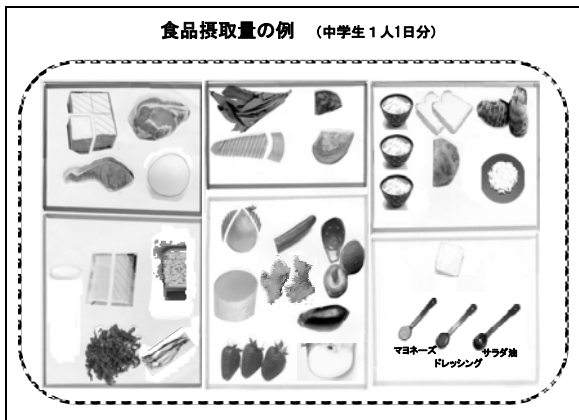 食品摂取量の例 (中学生1人1日分)
マヨネーズ
ドレッシング
サラダ油